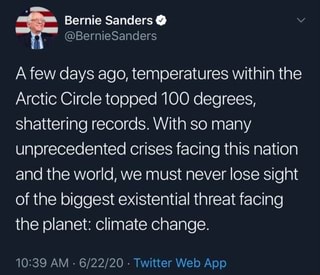 Bernie Sanders
@BernieSanders
A few days ago, temperatures within the
Arctic Circle topped 100 degrees,
shattering records. With so many
unprecedented crises facing this nation
and the world, we must never lose sight
of the biggest existential threat facing
the planet: climate change.
10:39 AM · 6/22/20 · Twitter Web App